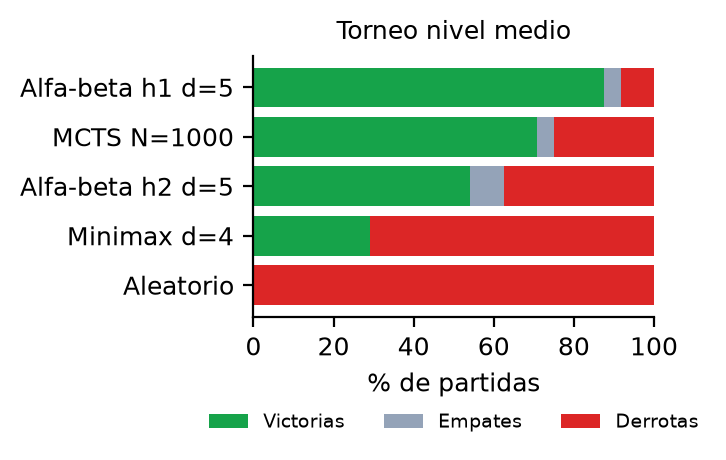 Torneo nivel medio
Alfa-beta h1 d=5
MCTS N=1000
Alfa-beta h2 d=5
Minimax d=4
Aleatorio
0 20 40 60 80 100
% de partidas
Victorias Empates Derrotas